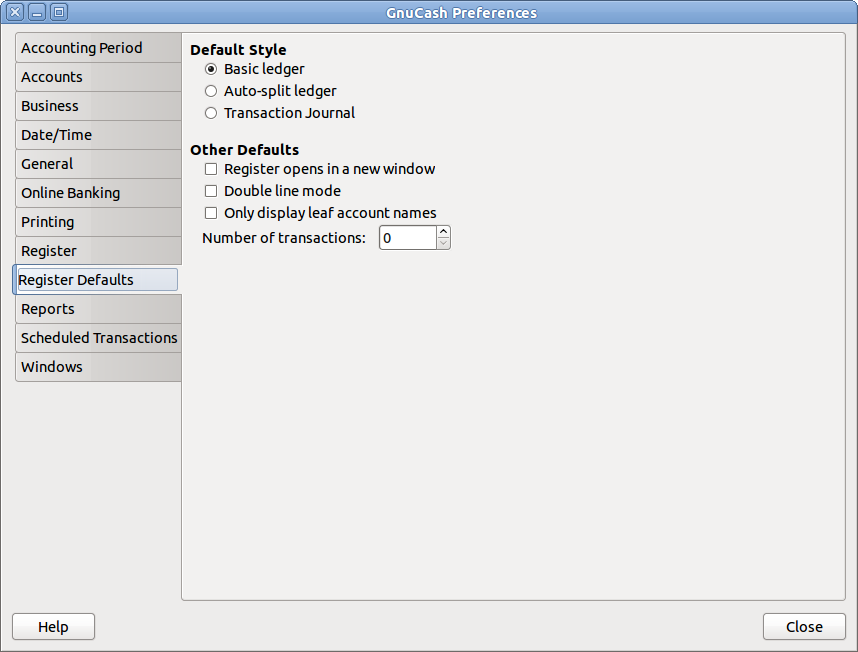 GnuCash Preferences
Accounting Period
Accounts
Business
Date/Time
General
Online Banking
Printing
Register
Register Defaults
Reports
Scheduled Transactions
Windows
Default Style
Basic ledger
Auto-split ledger
Transaction Journal
Other Defaults
Register opens in a new window
Double line mode
Only display leaf account names
Number of transactions: 0
Help
Close